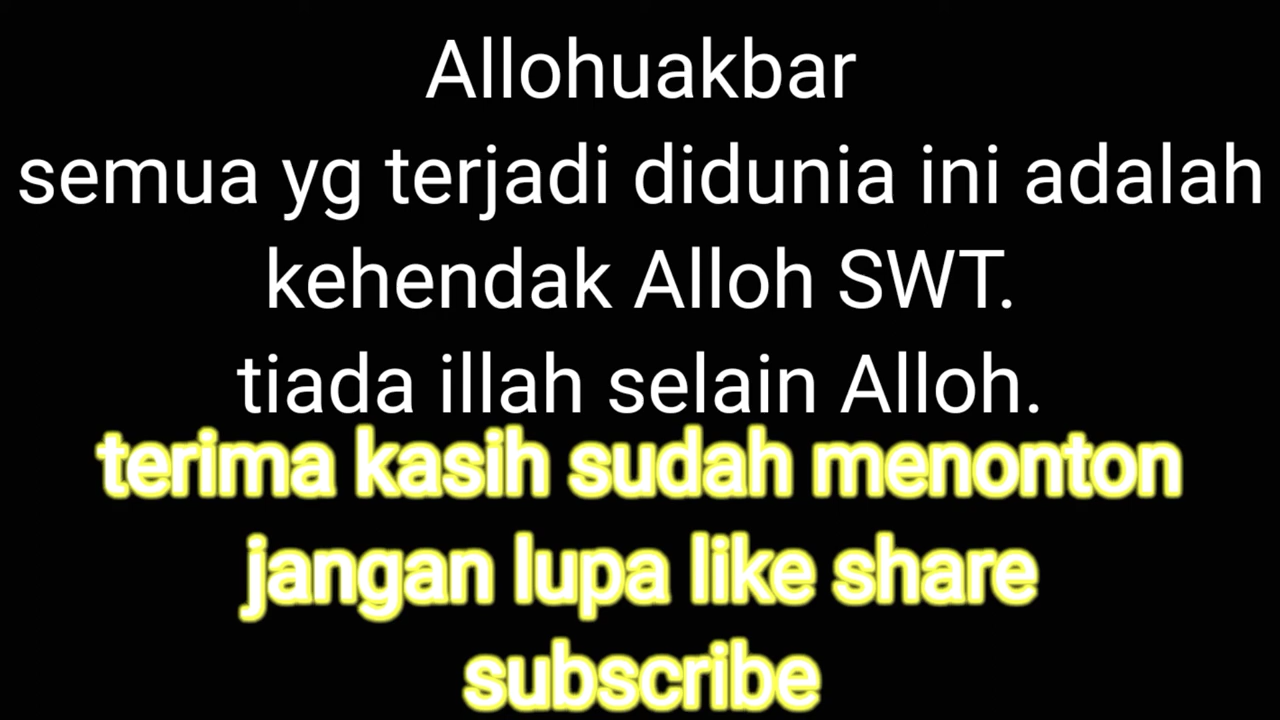 Allohuakbar
semua yg terjadi didunia ini adalah
kehendak Alloh SWT.
tiada illah selain Alloh.
terima kasih sudah menonton
jangan lupa like share
subscribe